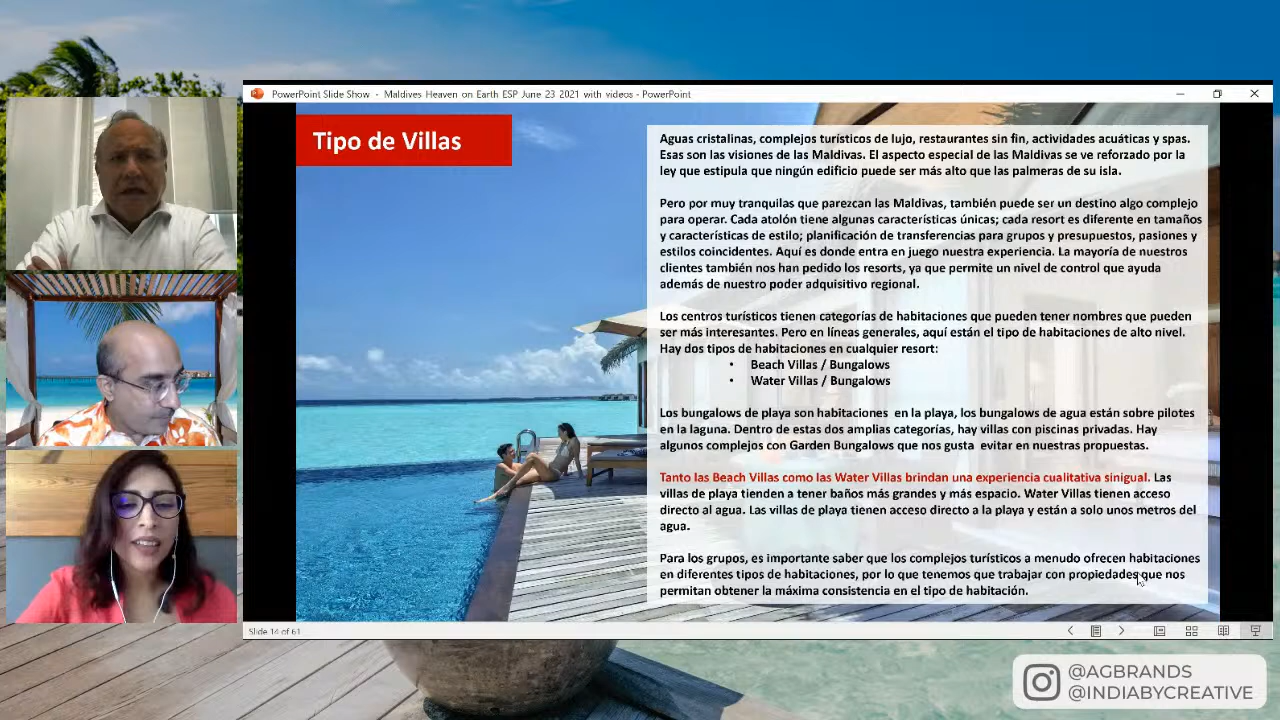 PowerPoint Slide Show - Maldives Heaven on Earth ESP June 23 2021 with videos - PowerPoint
Tipo de Villas
Aguas cristalinas, complejos turísticos de lujo, restaurantes sin fin, actividades acuáticas y spas.
Esas son las visiones de las Maldivas. El aspecto especial de las Maldivas se ve reforzado por la
ley que estipula que ningún edificio puede ser más alto que las palmeras de su isla.
Pero por muy tranquilas que parezcan las Maldivas, también puede ser un destino algo complejo
para operar. Cada atolón tiene algunas características únicas; cada resort es diferente en tamaños
y características de estilo; planificación de transferencias para grupos y presupuestos, pasiones y
estilos coincidentes. Aquí es donde entra en juego nuestra experiencia. La mayoría de nuestros
clientes también nos han pedido los resorts, ya que permite un nivel de control que ayuda
además de nuestro poder adquisitivo regional.
Los centros turísticos tienen categorías de habitaciones que pueden tener nombres que pueden
ser más interesantes. Pero en líneas generales, aquí están el tipo de habitaciones de alto nivel.
Hay dos tipos de habitaciones en cualquier resort:
• Beach Villas / Bungalows
• Water Villas / Bungalows
Los bungalows de playa son habitaciones en la playa, los bungalows de agua están sobre pilotes
en la laguna. Dentro de estas dos amplias categorías, hay villas con piscinas privadas. Hay
algunos complejos con Garden Bungalows que nos gusta evitar en nuestras propuestas.
Tanto las Beach Villas como las Water Villas brindan una experiencia cualitativa sinigual. Las
villas de playa tienden a tener baños más grandes y más espacio. Water Villas tienen acceso
directo al agua. Las villas de playa tienen acceso directo a la playa y están a solo unos metros del
agua.
Para los grupos, es importante saber que los complejos turísticos a menudo ofrecen habitaciones
en diferentes tipos de habitaciones, por lo que tenemos que trabajar con propiedades que nos
permitan obtener la máxima consistencia en el tipo de habitación.
Slide 14 of 61
@AGBRANDS
@INDIABYCREATIVE